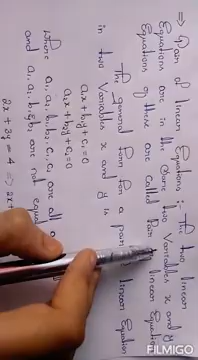 ⇒ Pair of linear Equations :- The two linear
Equations are in the same two Variables x and y
Equations of these are called Pair linear Equati
The general form for a pair linear Equation
in two Variables x and y is
a₁x + b₁y + c₁ = 0
a₂x + b₂y + c₂ = 0
Where a₁, a₂, b₁, b₂, c₁, c₂ are all
and a₁, a₂, b₁, b₂ are not equal
2x + 3y = 4 ⇒ 2x +
FILMIGO